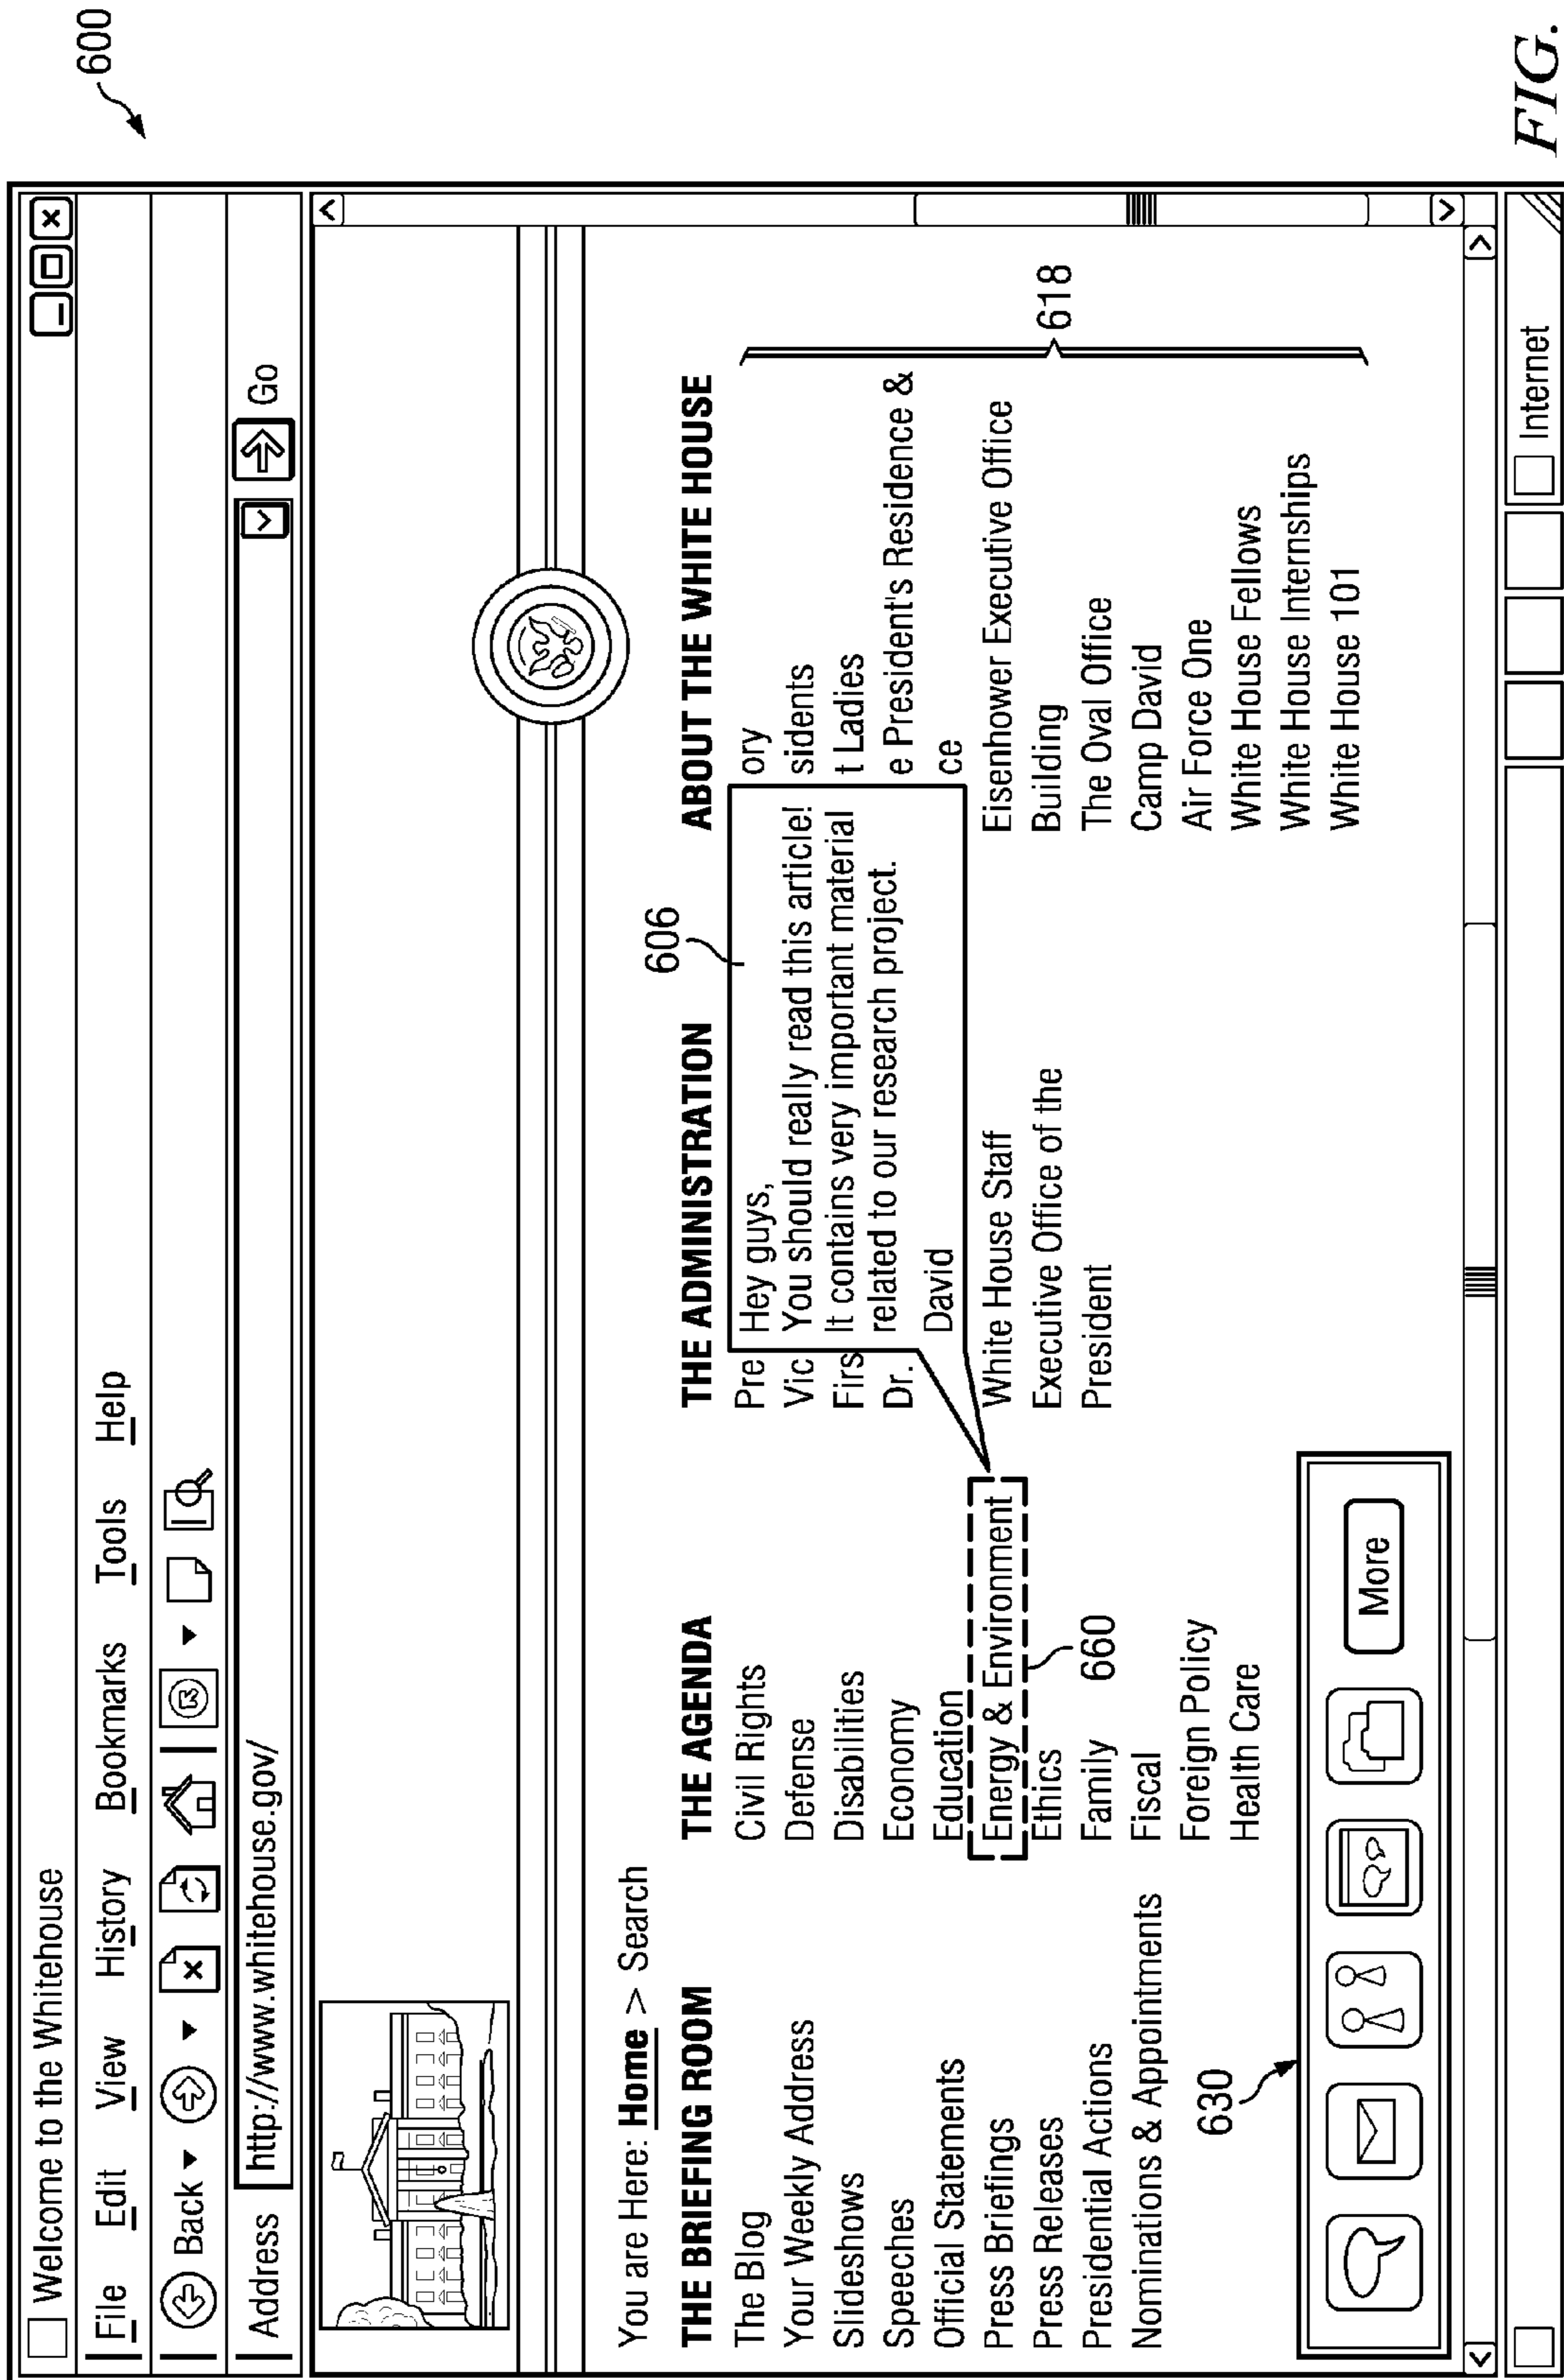 600
Welcome to the Whitehouse
File Edit View History Bookmarks Tools Help
Back
Address http://www.whitehouse.gov/ Go
You are Here: Home > Search
THE BRIEFING ROOM
The Blog
Your Weekly Address
Slideshows
Speeches
Official Statements
Press Briefings
Press Releases
Presidential Actions
Nominations & Appointments
THE AGENDA
Civil Rights
Defense
Disabilities
Economy
Education
Energy & Environment
Ethics
Family
Fiscal
Foreign Policy
Health Care
660
THE ADMINISTRATION
Pre
Vic
Firs
Dr.
White House Staff
Executive Office of the
President
606
Hey guys,
You should really read this article!
It contains very important material
related to our research project.
David
ABOUT THE WHITE HOUSE
ory
sidents
t Ladies
e President's Residence &
ce
Eisenhower Executive Office
Building
The Oval Office
Camp David
Air Force One
White House Fellows
White House Internships
White House 101
618
630
More
Internet
FIG.